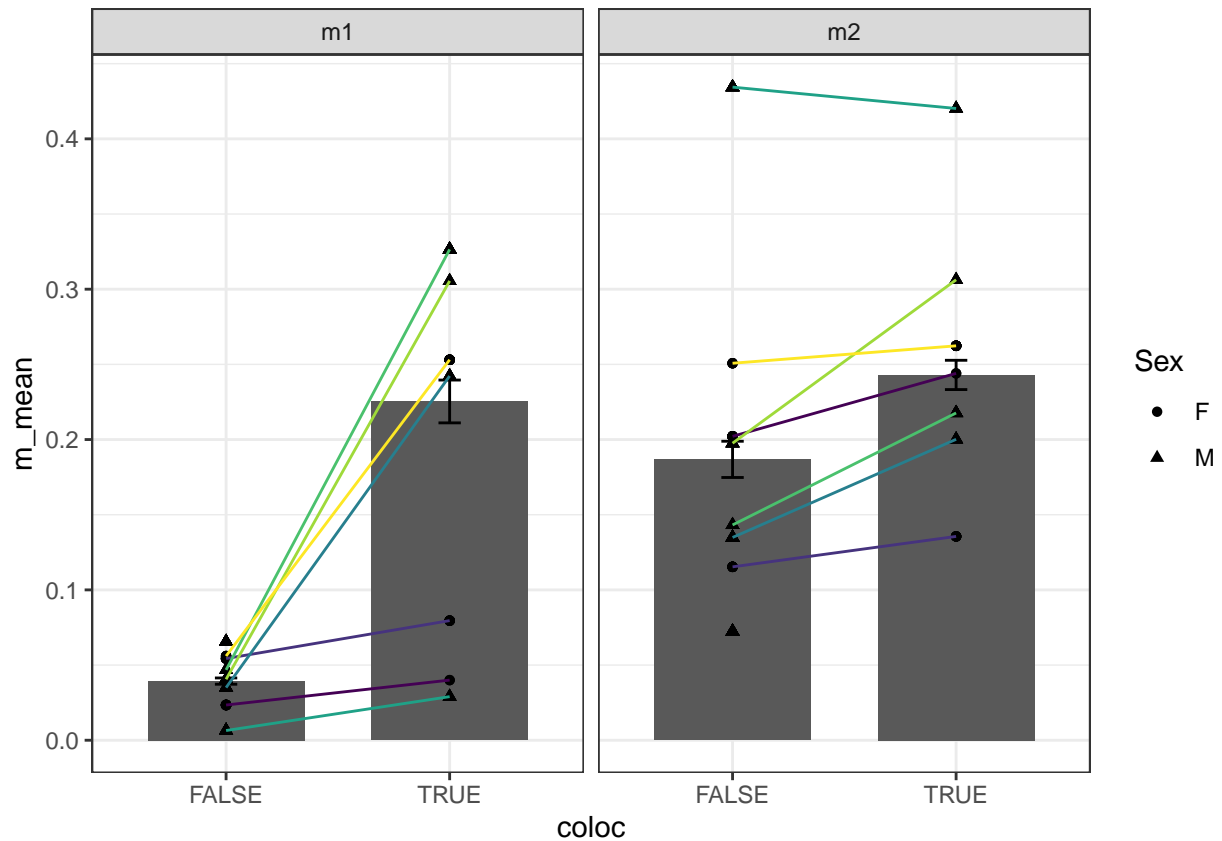 m1
m2
0.4
0.3
0.2
0.1
0.0
m_mean
FALSE
TRUE
FALSE
TRUE
coloc
Sex
F
M